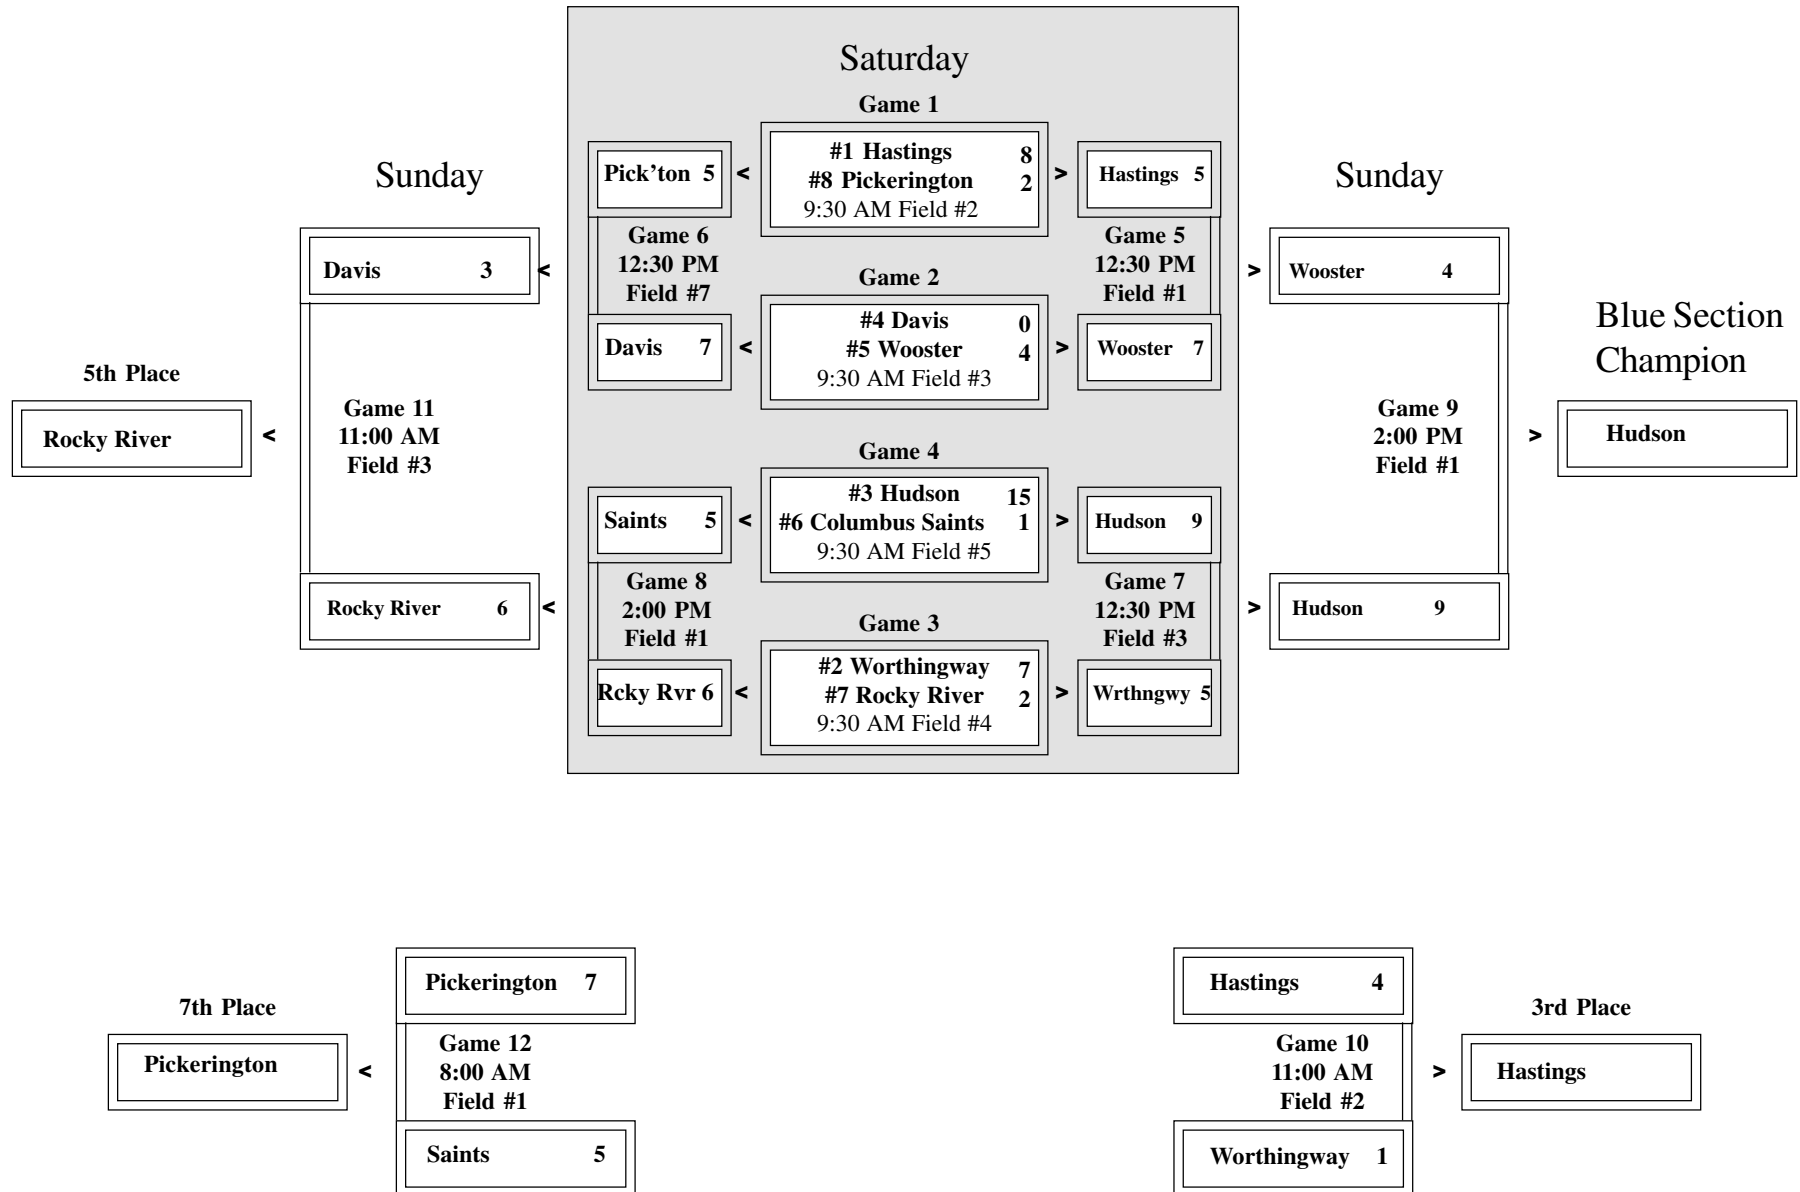 Saturday
Game 1
#1 Hastings 8
#8 Pickerington 2
9:30 AM Field #2
Pick’ton 5 <
> Hastings 5
Sunday
Sunday
Game 6
12:30 PM
Field #7
Game 5
12:30 PM
Field #1
Davis 3 <
> Wooster 4
Game 2
#4 Davis 0
#5 Wooster 4
9:30 AM Field #3
Davis 7 <
> Wooster 7
Blue Section
Champion
5th Place
Rocky River <
Game 11
11:00 AM
Field #3
Game 9
2:00 PM
Field #1
> Hudson
Game 4
#3 Hudson 15
#6 Columbus Saints 1
9:30 AM Field #5
Saints 5 <
> Hudson 9
Game 8
2:00 PM
Field #1
Game 7
12:30 PM
Field #3
Rocky River 6 <
> Hudson 9
Game 3
#2 Worthingway 7
#7 Rocky River 2
9:30 AM Field #4
Rcky Rvr 6 <
> Wrthngwy 5
Pickerington 7
7th Place
Pickerington <
Game 12
8:00 AM
Field #1
Saints 5
Hastings 4
3rd Place
Game 10
11:00 AM
Field #2
> Hastings
Worthingway 1